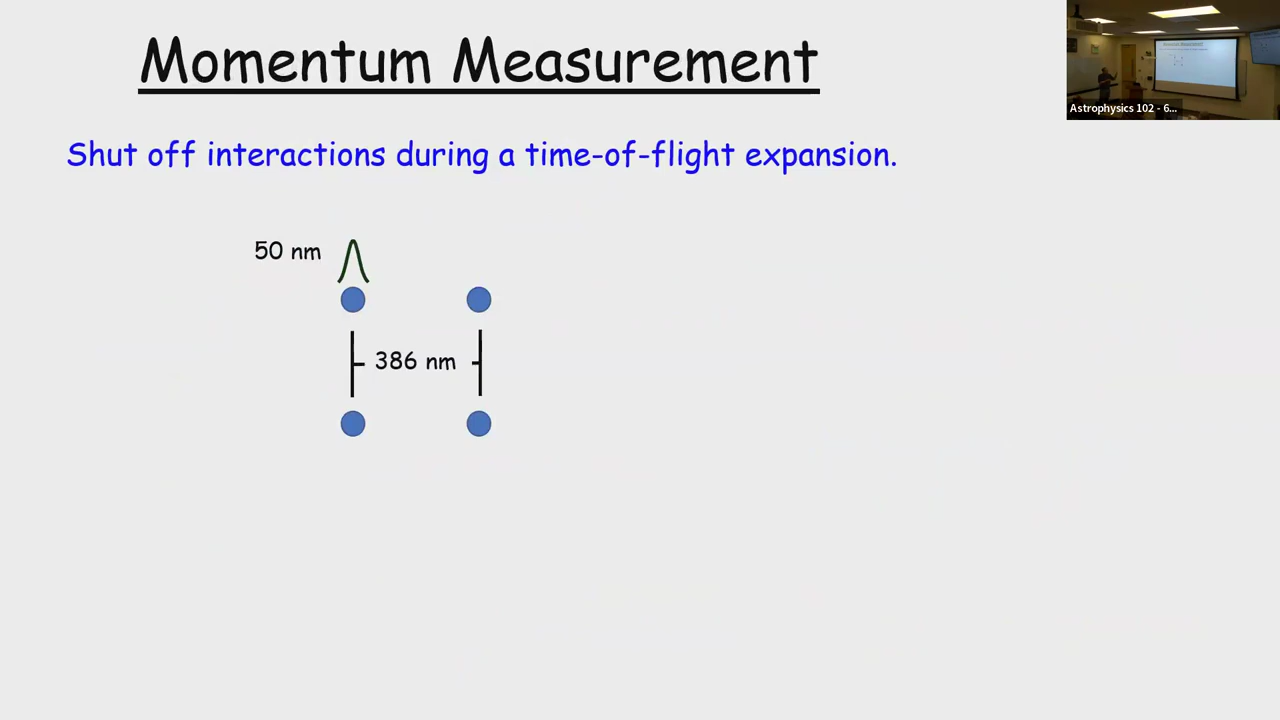 Momentum Measurement
Astrophysics 102 - 6...
Shut off interactions during a time-of-flight expansion.
50 nm
386 nm